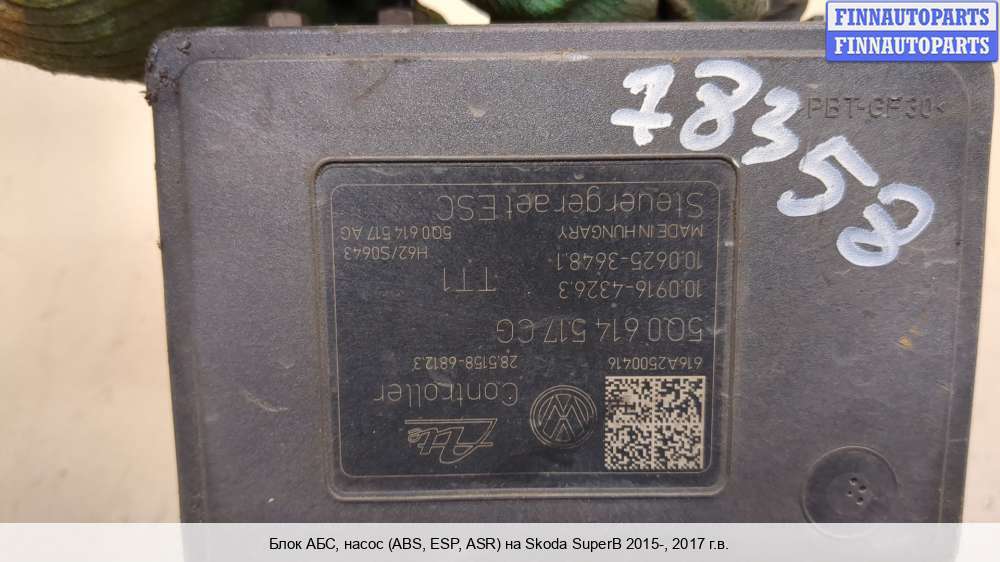 FINNAUTOPARTS
FINNAUTOPARTS
78358
>PBT-GF30<
Ate
Controller
28.5158-6812.3
616A2500416
5Q0 614 517 CG
10.0916-4326.3
TT1
10.0625-3648.1
H62/S0643
MADE IN HUNGARY
5Q0 614 517 AG
Steuergeraet ESC
Блок АБС, насос (ABS, ESP, ASR) на Skoda SuperB 2015-, 2017 г.в.